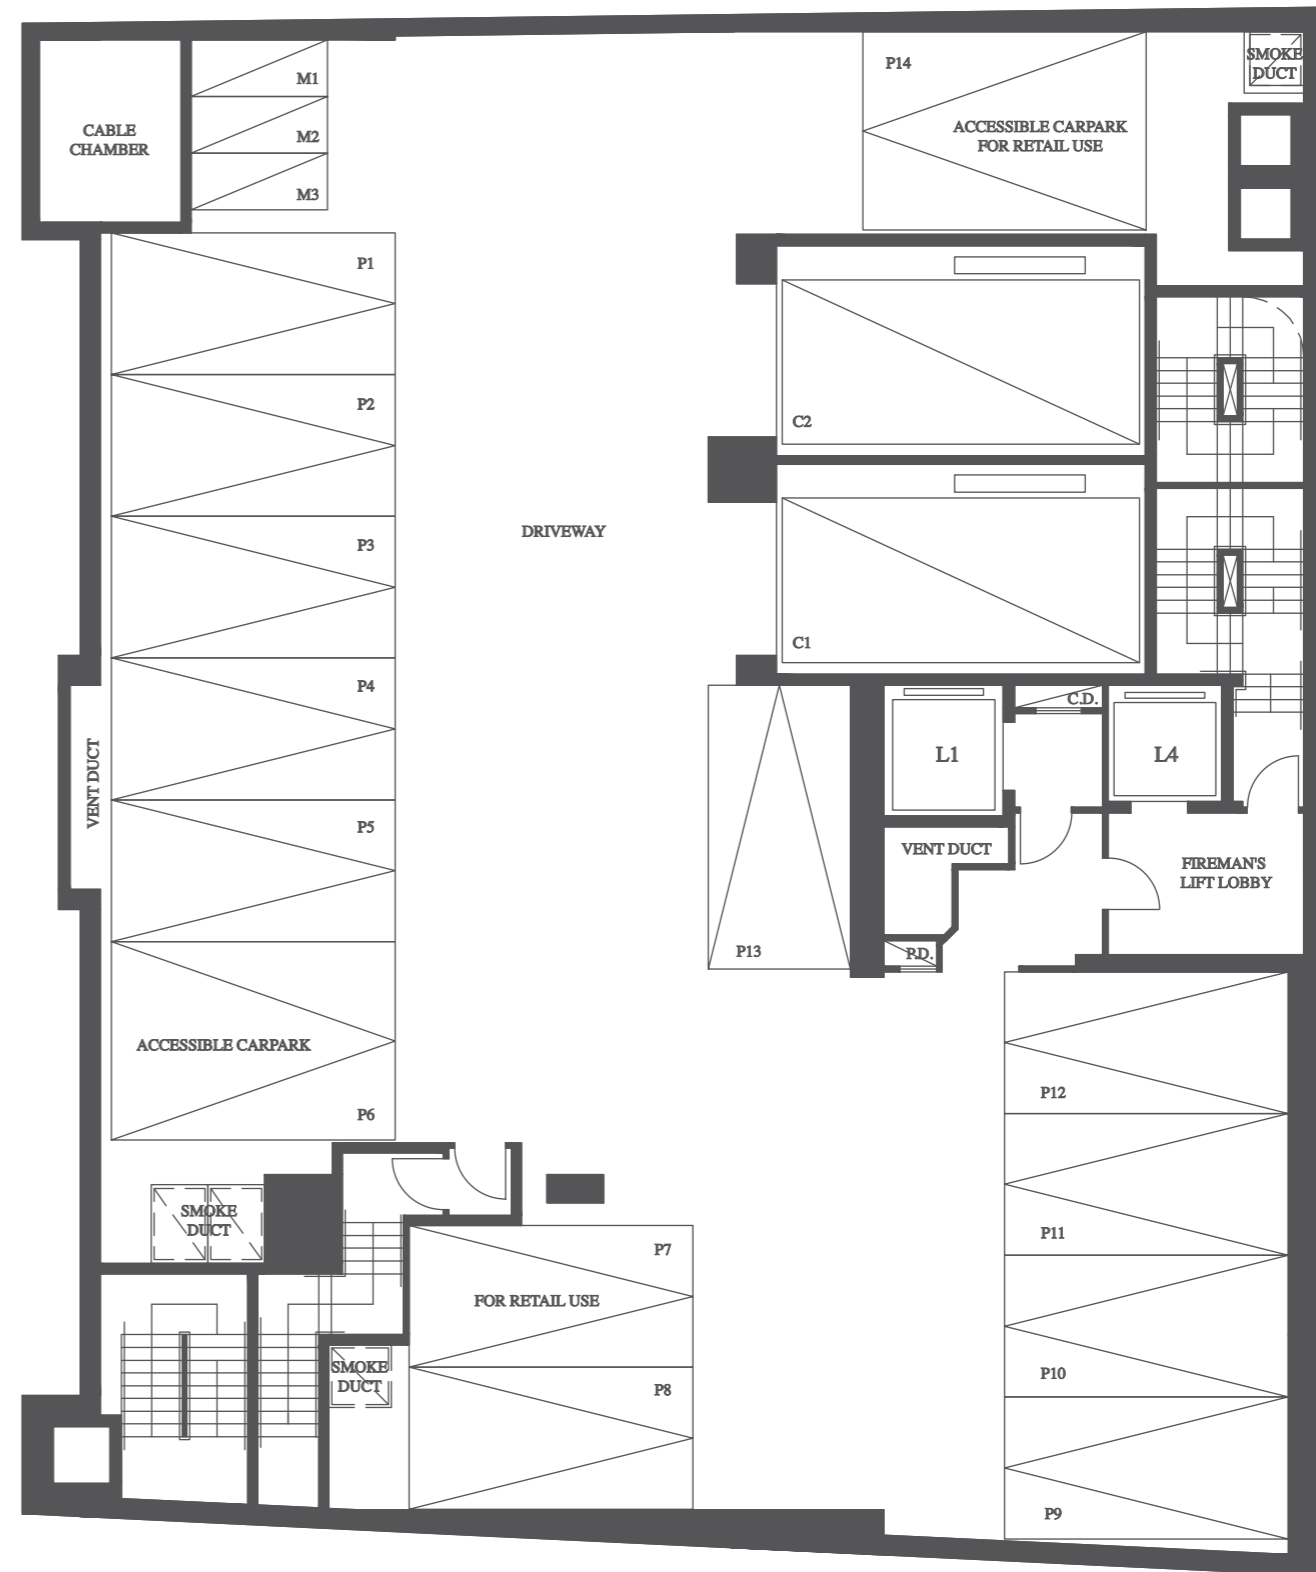 CABLE
CHAMBER
M1
M2
M3
P14
ACCESSIBLE CARPARK
FOR RETAIL USE
SMOKE
DUCT
P1
P2
P3
P4
P5
ACCESSIBLE CARPARK
P6
VENT DUCT
DRIVEWAY
C2
C1
C.D.
L1
L4
VENT DUCT
FIREMAN'S
LIFT LOBBY
P13
P.D.
P12
P11
P10
P9
SMOKE
DUCT
P7
FOR RETAIL USE
P8
SMOKE
DUCT